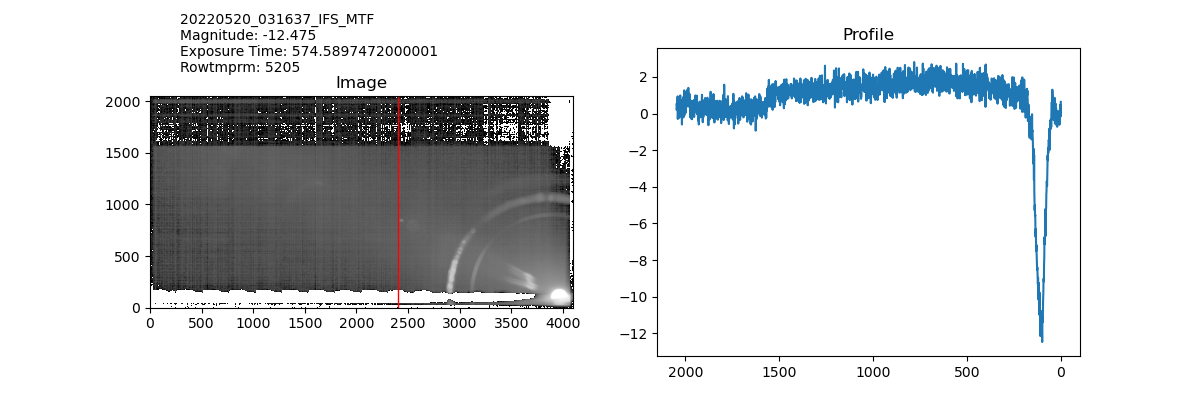 20220520_031637_IFS_MTF
Magnitude: -12.475
Exposure Time: 574.5897472000001
Rowtmprm: 5205
Image
2000
1500
1000
500
0
0 500 1000 1500 2000 2500 3000 3500 4000
Profile
2
0
−2
−4
−6
−8
−10
−12
2000 1500 1000 500 0